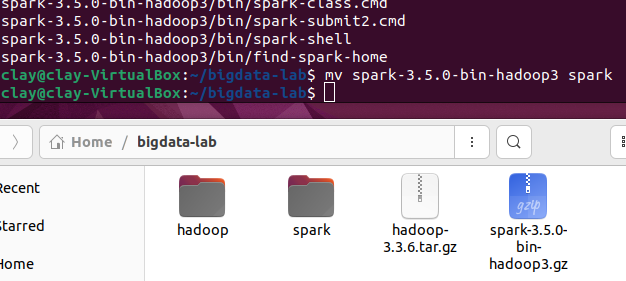 spark-3.5.0-bin-hadoop3/bin/spark-class.cmd
spark-3.5.0-bin-hadoop3/bin/spark-submit2.cmd
spark-3.5.0-bin-hadoop3/bin/spark-shell
spark-3.5.0-bin-hadoop3/bin/find-spark-home
clay@clay-VirtualBox:~/bigdata-lab$ mv spark-3.5.0-bin-hadoop3 spark
clay@clay-VirtualBox:~/bigdata-lab$
Home / bigdata-lab
Recent
Starred
Home
hadoop
spark
hadoop-
3.3.6.tar.gz
gzip
spark-3.5.0-
bin-
hadoop3.gz